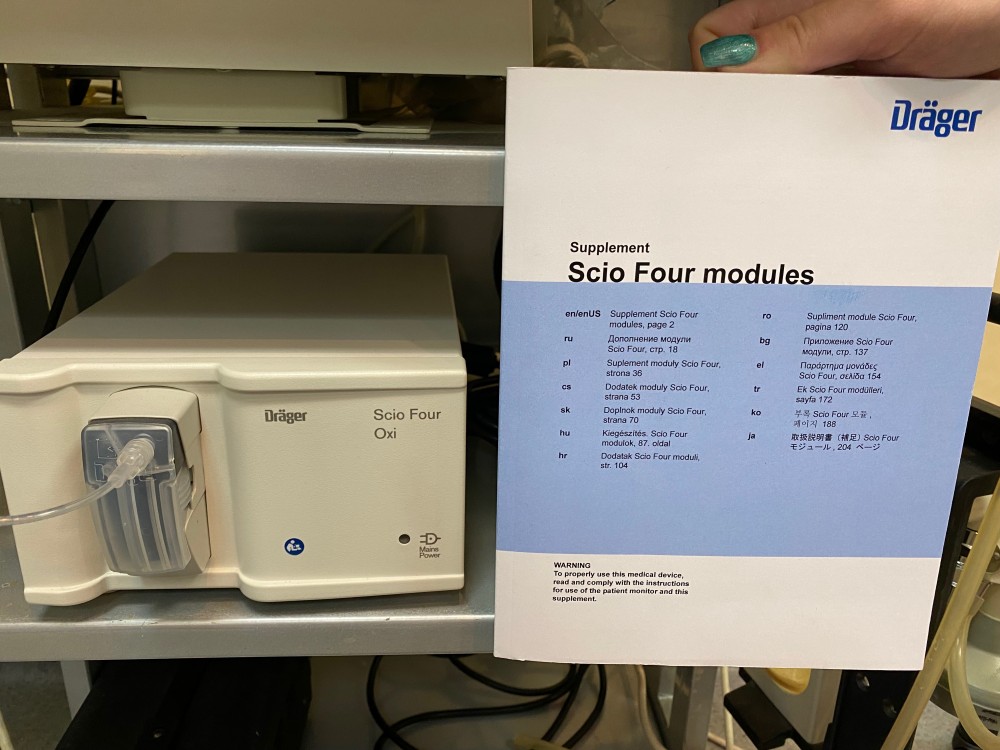 Dräger
Scio Four
Oxi
Mains
Power
Dräger
Supplement
Scio Four modules
en/enUS Supplement Scio Four
modules, page 2
ru Дополнение модули
Scio Four, стр. 18
pl Suplement moduły Scio Four,
strona 36
cs Dodatek moduly Scio Four,
strana 53
sk Doplnok moduly Scio Four,
strana 70
hu Kiegészítés. Scio Four
modulok, 87. oldal
hr Dodatak Scio Four moduli,
str. 104
ro Supliment module Scio Four,
pagina 120
bg Приложение Scio Four
модули, стр. 137
el Παράρτημα μονάδες
Scio Four, σελίδα 154
tr Ek Scio Four modülleri,
sayfa 172
ko 부록 Scio Four 모듈,
페이지 188
ja 取扱説明書（補足）Scio Four
モジュール, 204 ページ
WARNING
To properly use this medical device,
read and comply with the instructions
for use of the patient monitor and this
supplement.